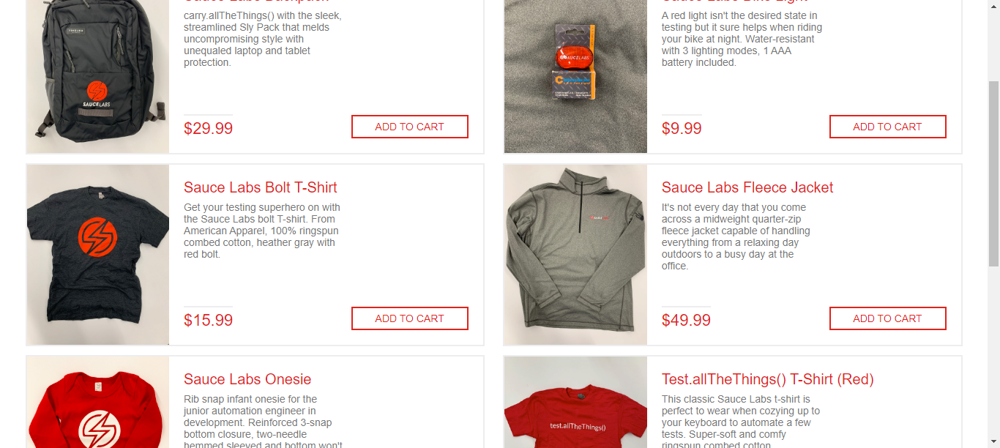 Sauce Labs Backpack
carry.allTheThings() with the sleek,
streamlined Sly Pack that melds
uncompromising style with
unequaled laptop and tablet
protection.
SAUCELABS
$29.99
ADD TO CART
Sauce Labs Bike Light
A red light isn't the desired state in
testing but it sure helps when riding
your bike at night. Water-resistant
with 3 lighting modes, 1 AAA
battery included.
SAUCELABS
$9.99
ADD TO CART
Sauce Labs Bolt T-Shirt
Get your testing superhero on with
the Sauce Labs bolt T-shirt. From
American Apparel, 100% ringspun
combed cotton, heather gray with
red bolt.
$15.99
ADD TO CART
Sauce Labs Fleece Jacket
It's not every day that you come
across a midweight quarter-zip
fleece jacket capable of handling
everything from a relaxing day
outdoors to a busy day at the
office.
$49.99
ADD TO CART
Sauce Labs Onesie
Rib snap infant onesie for the
junior automation engineer in
development. Reinforced 3-snap
bottom closure, two-needle
hemmed sleeved and bottom won't
Test.allTheThings() T-Shirt (Red)
This classic Sauce Labs t-shirt is
perfect to wear when cozying up to
your keyboard to automate a few
tests. Super-soft and comfy
ringspun combed cotton.
test.allTheThings()